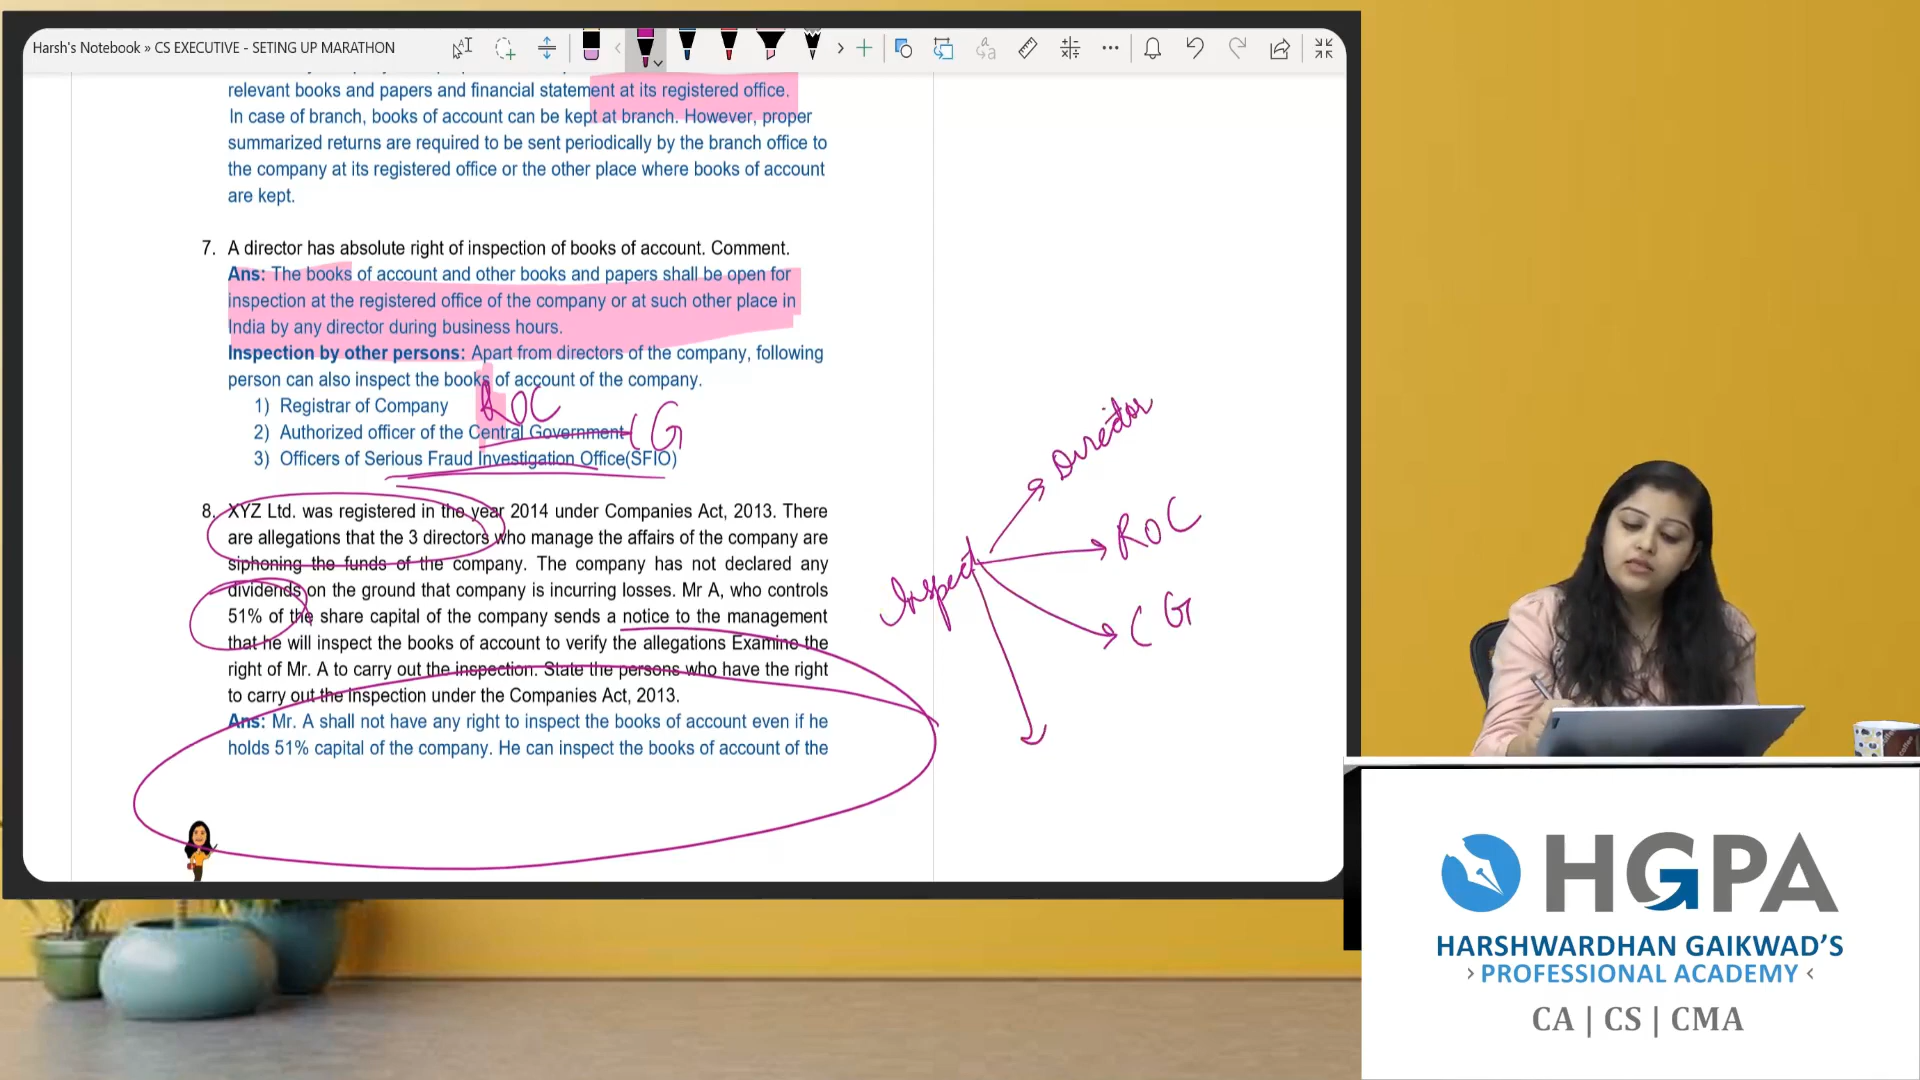 Harsh's Notebook » CS EXECUTIVE - SETING UP MARATHON
relevant books and papers and financial statement at its registered office.
In case of branch, books of account can be kept at branch. However, proper
summarized returns are required to be sent periodically by the branch office to
the company at its registered office or the other place where books of account
are kept.
7. A director has absolute right of inspection of books of account. Comment.
Ans: The books of account and other books and papers shall be open for
inspection at the registered office of the company or at such other place in
India by any director during business hours.
Inspection by other persons: Apart from directors of the company, following
person can also inspect the books of account of the company.
1) Registrar of Company ROC
2) Authorized officer of the Central Government CG
3) Officers of Serious Fraud Investigation Office(SFIO)
8. XYZ Ltd. was registered in the year 2014 under Companies Act, 2013. There
are allegations that the 3 directors who manage the affairs of the company are
siphoning the funds of the company. The company has not declared any
dividends on the ground that company is incurring losses. Mr A, who controls
51% of the share capital of the company sends a notice to the management
that he will inspect the books of account to verify the allegations Examine the
right of Mr. A to carry out the inspection. State the persons who have the right
to carry out the inspection under the Companies Act, 2013.
Ans: Mr. A shall not have any right to inspect the books of account even if he
holds 51% capital of the company. He can inspect the books of account of the
Inspect
Director
ROC
CG
HGPA
HARSHWARDHAN GAIKWAD'S
› PROFESSIONAL ACADEMY ‹
CA | CS | CMA